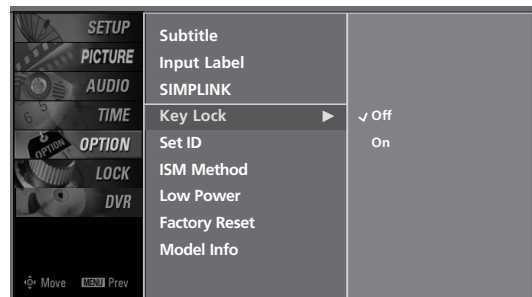 SETUP
PICTURE
AUDIO
TIME
OPTION
LOCK
DVR
Move MENU Prev
Subtitle
Input Label
SIMPLINK
Key Lock
Set ID
ISM Method
Low Power
Factory Reset
Model Info
Off
On